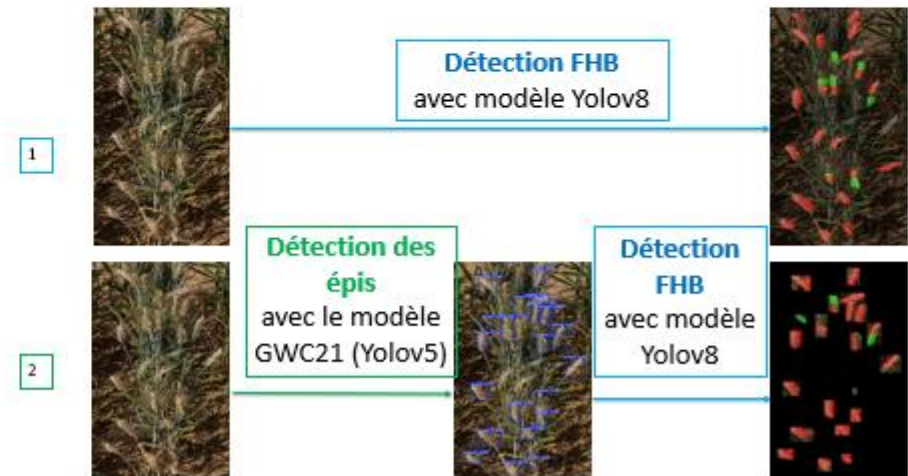 Détection FHB
avec modèle Yolov8
1
Détection des
épis
avec le modèle
GWC21 (Yolov5)
Détection
FHB
avec modèle
Yolov8
2